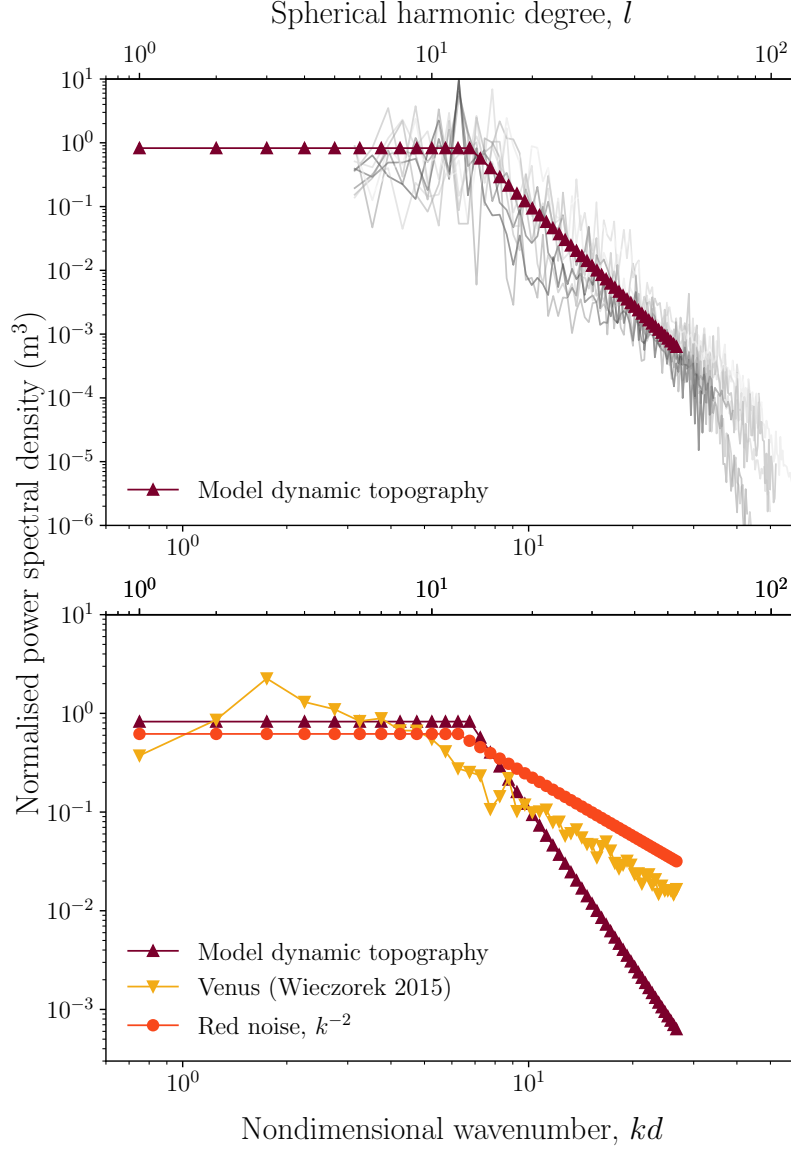 Spherical harmonic degree, l
10^0 10^1 10^2
10^1
10^0
10^-1
10^-2
10^-3
10^-4
10^-5
10^-6
Model dynamic topography
10^0 10^1
Normalised power spectral density (m^3)
10^0 10^1 10^2
10^1
10^0
10^-1
10^-2
10^-3
Model dynamic topography
Venus (Wieczorek 2015)
Red noise, k^-2
10^0 10^1
Nondimensional wavenumber, kd